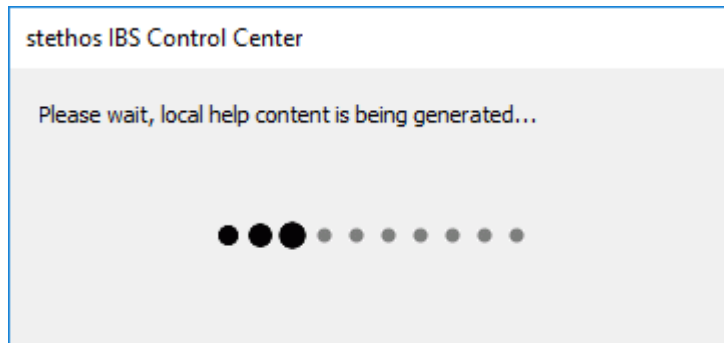 stethos IBS Control Center
Please wait, local help content is being generated...